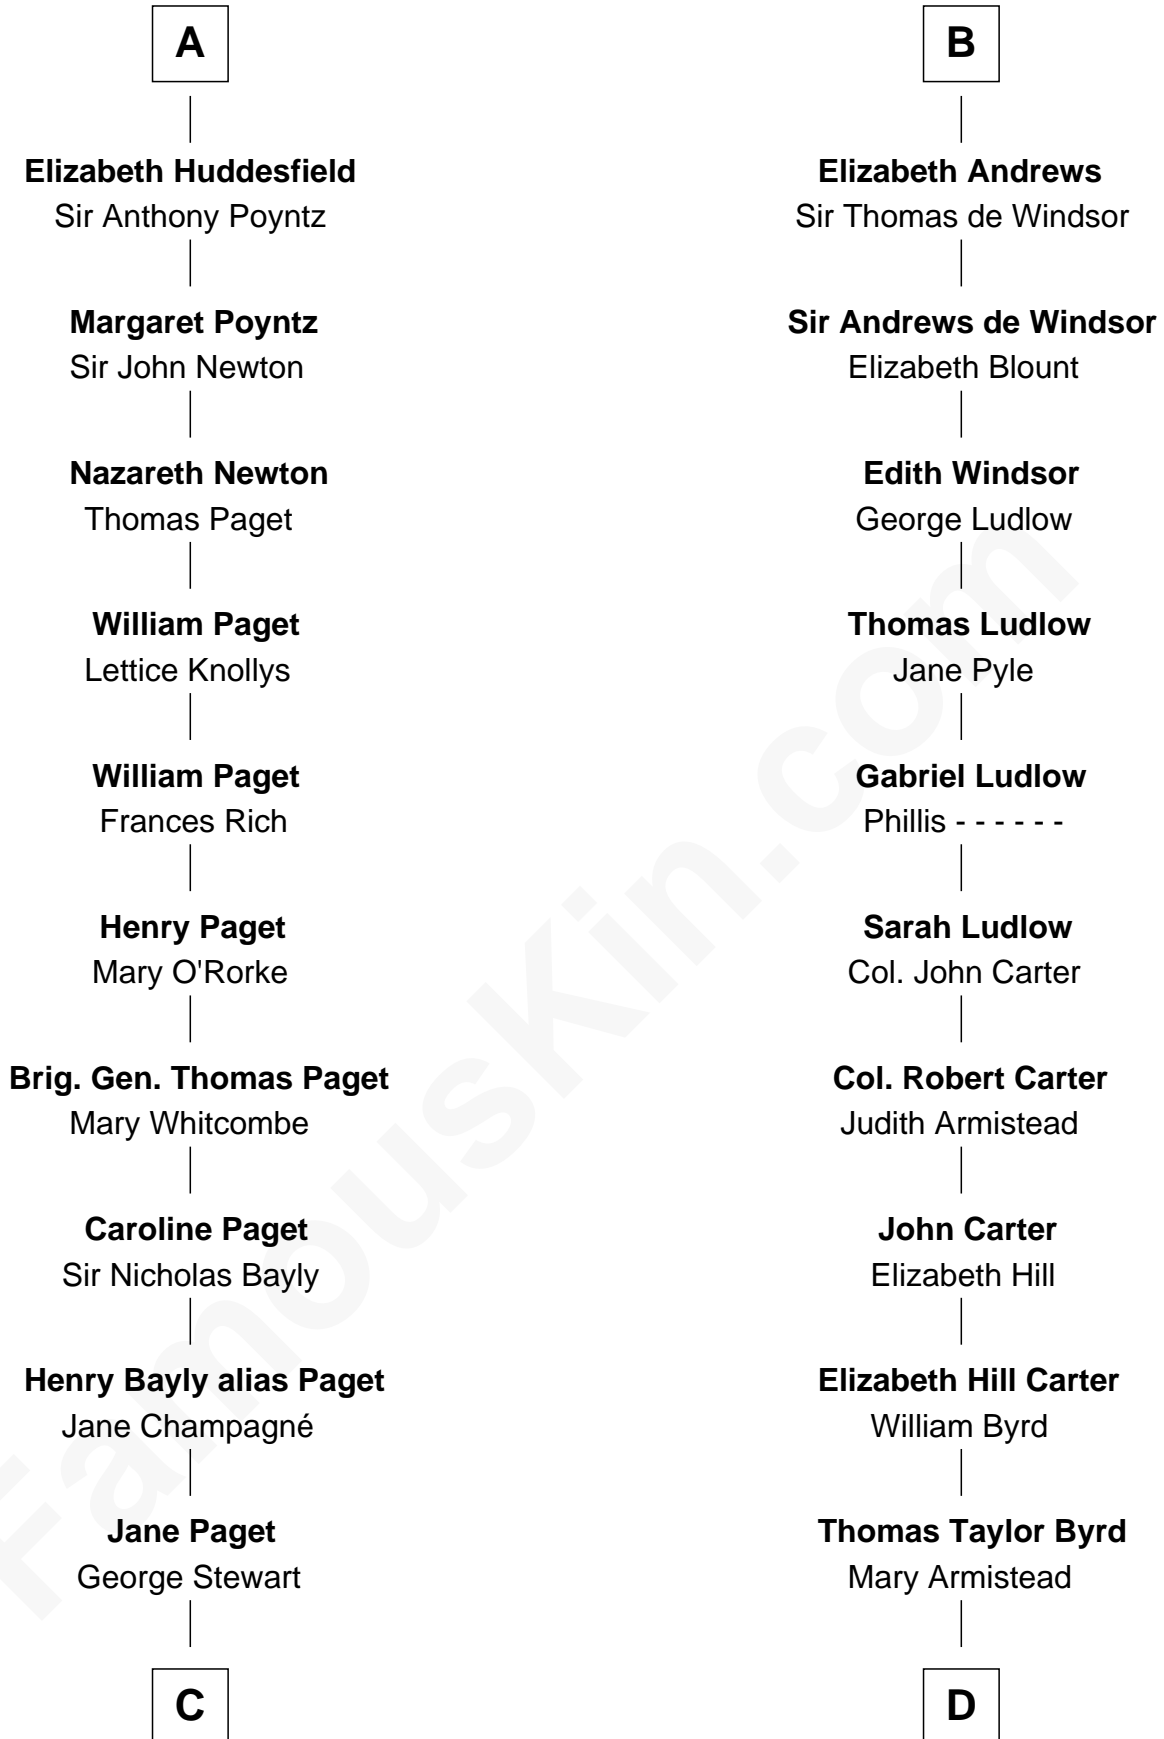 A
Elizabeth Huddesfield
Sir Anthony Poyntz
Margaret Poyntz
Sir John Newton
Nazareth Newton
Thomas Paget
William Paget
Lettice Knollys
William Paget
Frances Rich
Henry Paget
Mary O'Rorke
Brig. Gen. Thomas Paget
Mary Whitcombe
Caroline Paget
Sir Nicholas Bayly
Henry Bayly alias Paget
Jane Champagné
Jane Paget
George Stewart
C
B
Elizabeth Andrews
Sir Thomas de Windsor
Sir Andrews de Windsor
Elizabeth Blount
Edith Windsor
George Ludlow
Thomas Ludlow
Jane Pyle
Gabriel Ludlow
Phillis - - - - - -
Sarah Ludlow
Col. John Carter
Col. Robert Carter
Judith Armistead
John Carter
Elizabeth Hill
Elizabeth Hill Carter
William Byrd
Thomas Taylor Byrd
Mary Armistead
D
FamousKin.com